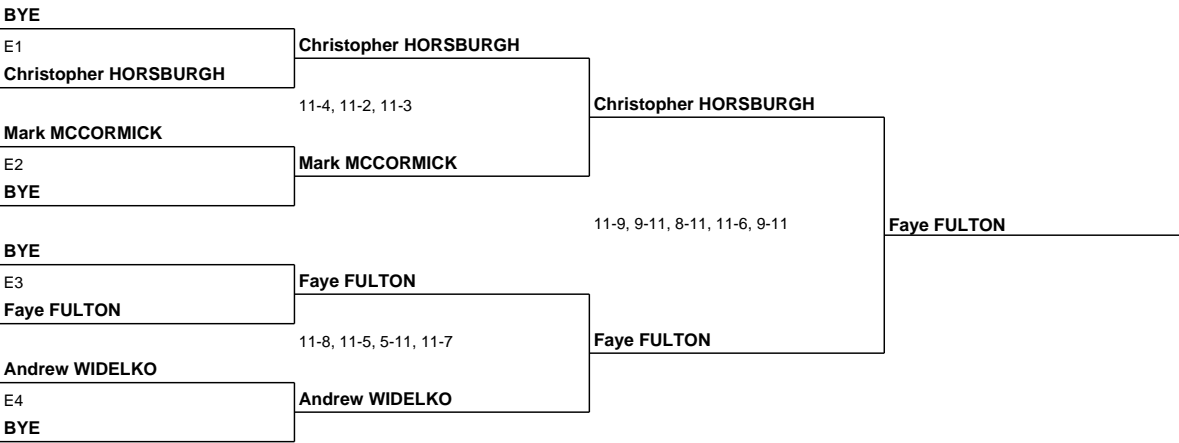 BYE
E1
Christopher HORSBURGH
Christopher HORSBURGH
11-4, 11-2, 11-3
Christopher HORSBURGH
Mark MCCORMICK
E2
Mark MCCORMICK
BYE
11-9, 9-11, 8-11, 11-6, 9-11
Faye FULTON
BYE
E3
Faye FULTON
Faye FULTON
11-8, 11-5, 5-11, 11-7
Faye FULTON
Andrew WIDELKO
E4
Andrew WIDELKO
BYE